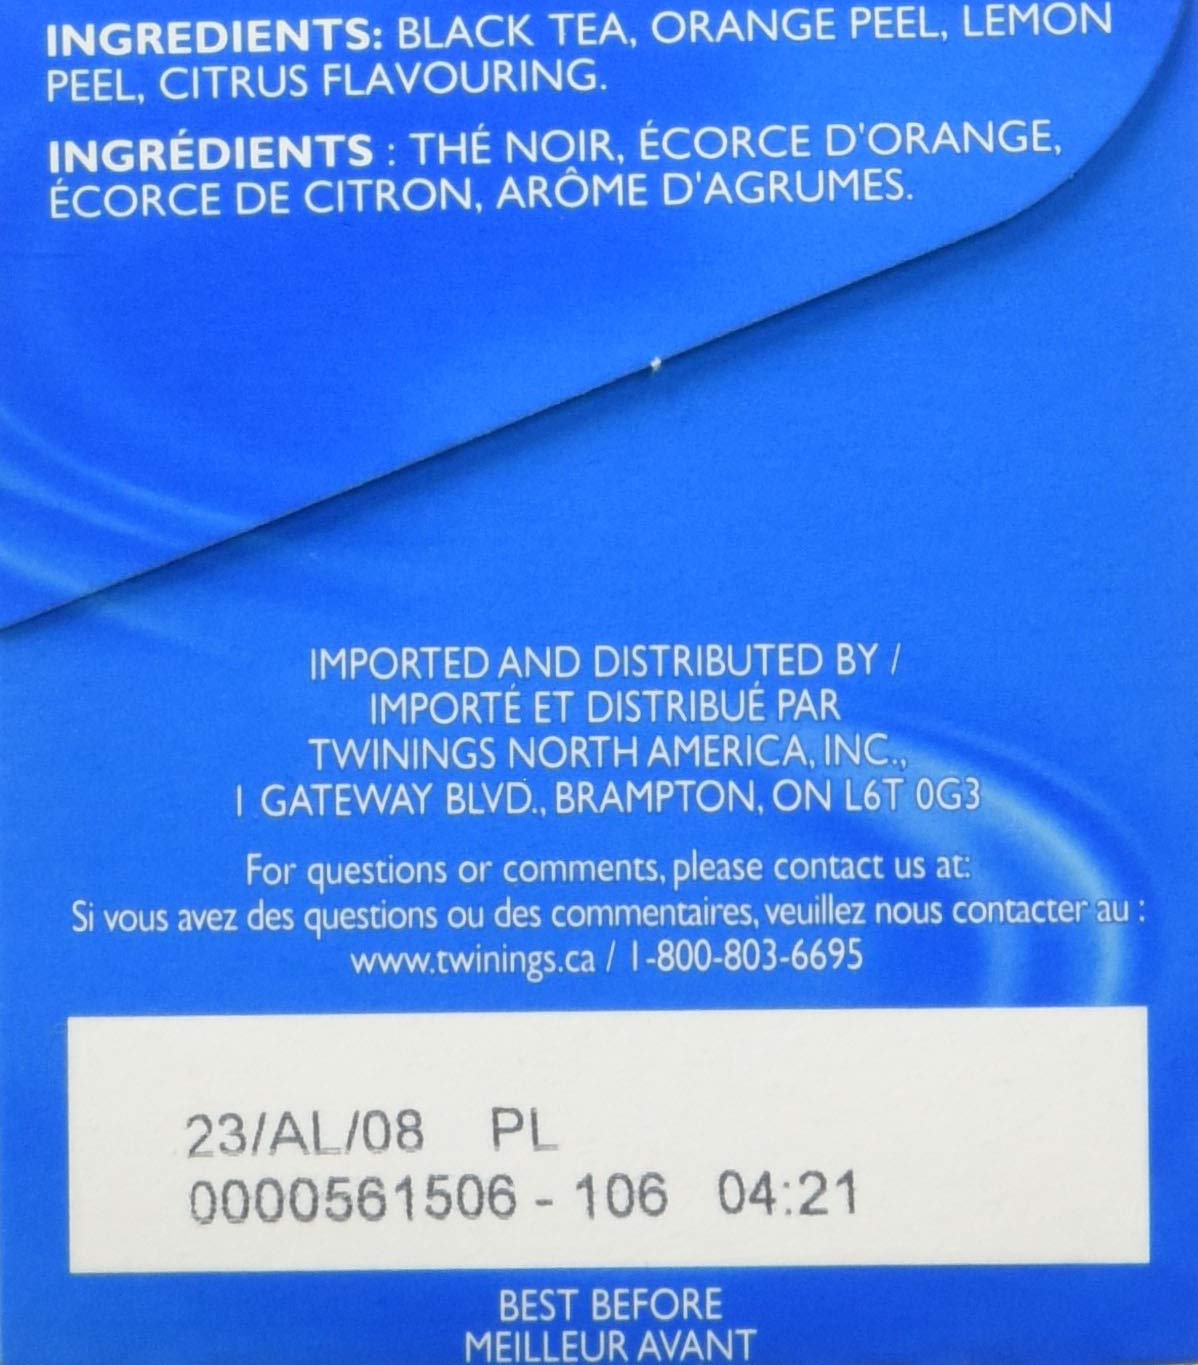 INGREDIENTS: BLACK TEA, ORANGE PEEL, LEMON
PEEL, CITRUS FLAVOURING.
INGRÉDIENTS : THÉ NOIR, ÉCORCE D'ORANGE,
ÉCORCE DE CITRON, ARÔME D'AGRUMES.
IMPORTED AND DISTRIBUTED BY /
IMPORTÉ ET DISTRIBUÉ PAR
TWININGS NORTH AMERICA, INC.,
1 GATEWAY BLVD., BRAMPTON, ON L6T 0G3
For questions or comments, please contact us at:
Si vous avez des questions ou des commentaires, veuillez nous contacter au :
www.twinings.ca / 1-800-803-6695
23/AL/08 PL
0000561506 - 106 04:21
BEST BEFORE
MEILLEUR AVANT